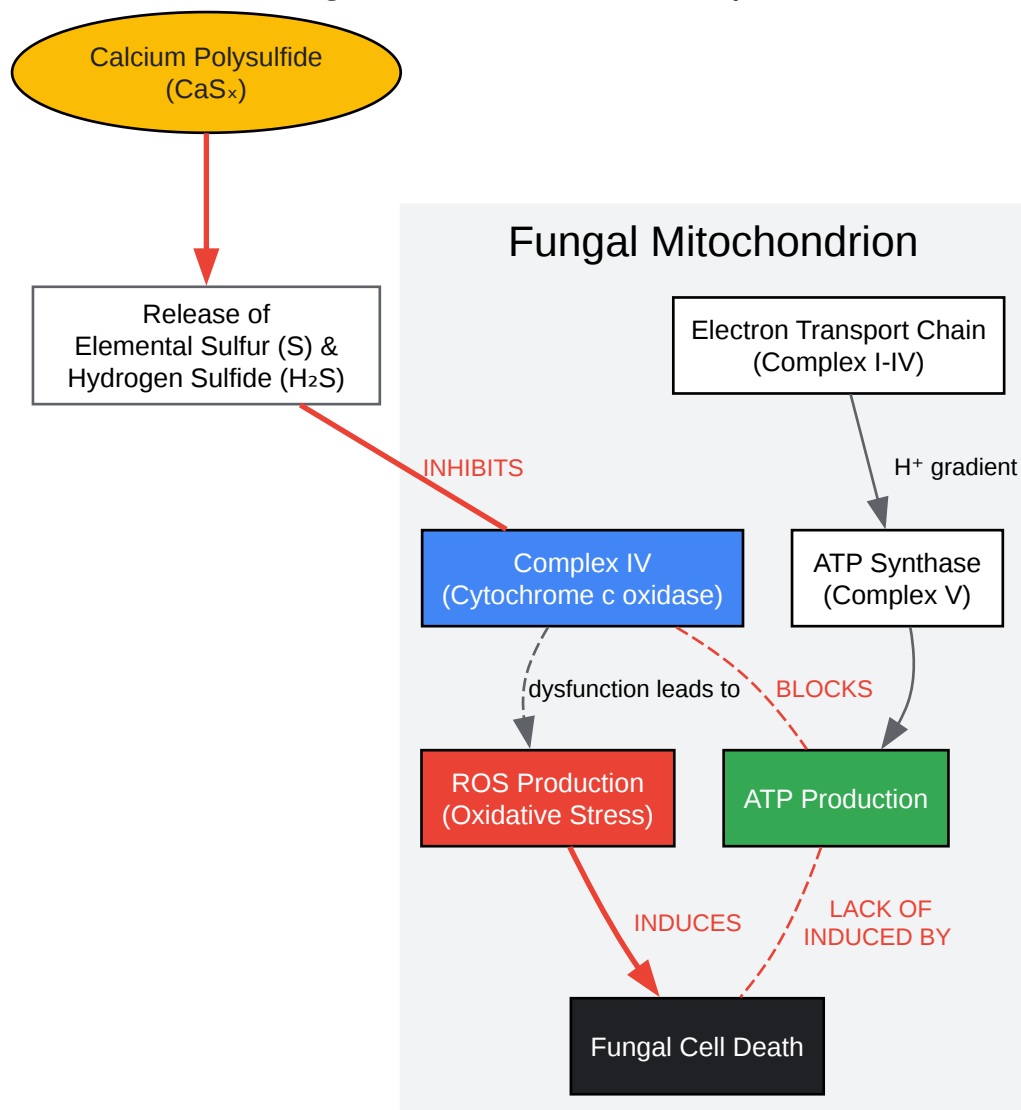 Calcium Polysulfide
(CaSₓ)
Fungal Mitochondrion
Release of
Elemental Sulfur (S) &
Hydrogen Sulfide (H₂S)
Electron Transport Chain
(Complex I-IV)
INHIBITS
H⁺ gradient
Complex IV
(Cytochrome c oxidase)
ATP Synthase
(Complex V)
dysfunction leads to
BLOCKS
ROS Production
(Oxidative Stress)
ATP Production
INDUCES
LACK OF
INDUCED BY
Fungal Cell Death